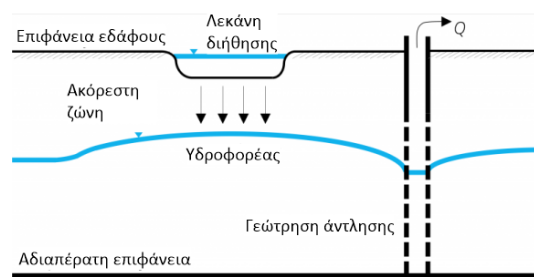 Επιφάνεια εδάφους
Λεκάνη
διήθησης
Q
Ακόρεστη
ζώνη
Υδροφορέας
Γεώτρηση άντλησης
Αδιαπέρατη επιφάνεια